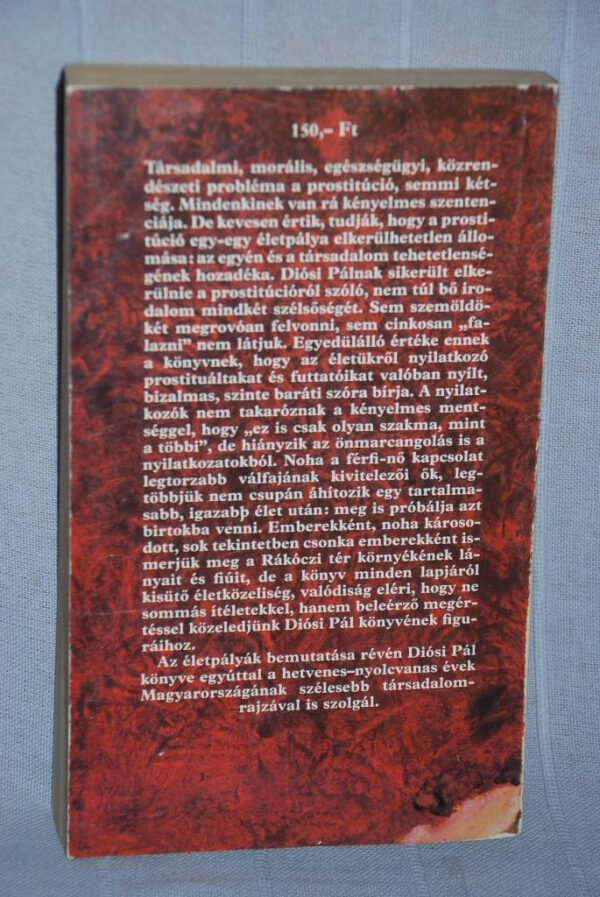 150,– Ft
Társadalmi, morális, egészségügyi, közren-
dészeti probléma a prostitúció, semmi két-
ség. Mindenkinek van rá kényelmes szenten-
ciája. De kevesen értik, tudják, hogy a prosti-
túció egy-egy életpálya elkerülhetetlen állo-
mása: az egyén és a társadalom tehetetlensé-
gének hozadéka. Diósi Pálnak sikerült elke-
rülnie a prostitúcióról szóló, nem túl bő iro-
dalom mindkét szélsőségét. Sem szemöldö-
két megrovóan felvonni, sem cinkosan „fa-
lazni” nem látjuk. Egyedülálló értéke ennek
a könyvnek, hogy az életükről nyilatkozó
prostituáltakat és futtatóikat valóban nyílt,
bizalmas, szinte baráti szóra bírja. A nyilat-
kozók nem takaróznak a kényelmes ment-
séggel, hogy „ez is csak olyan szakma, mint
a többi”, de hiányzik az önmarcangolás is a
nyilatkozatokból. Noha a férfi-nő kapcsolat
legtorzabb válfajának kivitelezői ők, leg-
többjük nem csupán áhítozik egy tartalma-
sabb, igazabþ élet után: meg is próbálja azt
birtokba venni. Emberekként, noha károso-
dott, sok tekintetben csonka emberekként is-
merjük meg a Rákóczi tér környékének lá-
nyait és fiúit, de a könyv minden lapjáról
kisütő életközeliség, valódiság eléri, hogy ne
sommás ítéletekkel, hanem beleérző megér-
téssel közeledjünk Diósi Pál könyvének figu-
ráihoz.
Az életpályák bemutatása révén Diósi Pál
könyve egyúttal a hetvenes–nyolcvanas évek
Magyarországának szélesebb társadalom-
rajzával is szolgál.